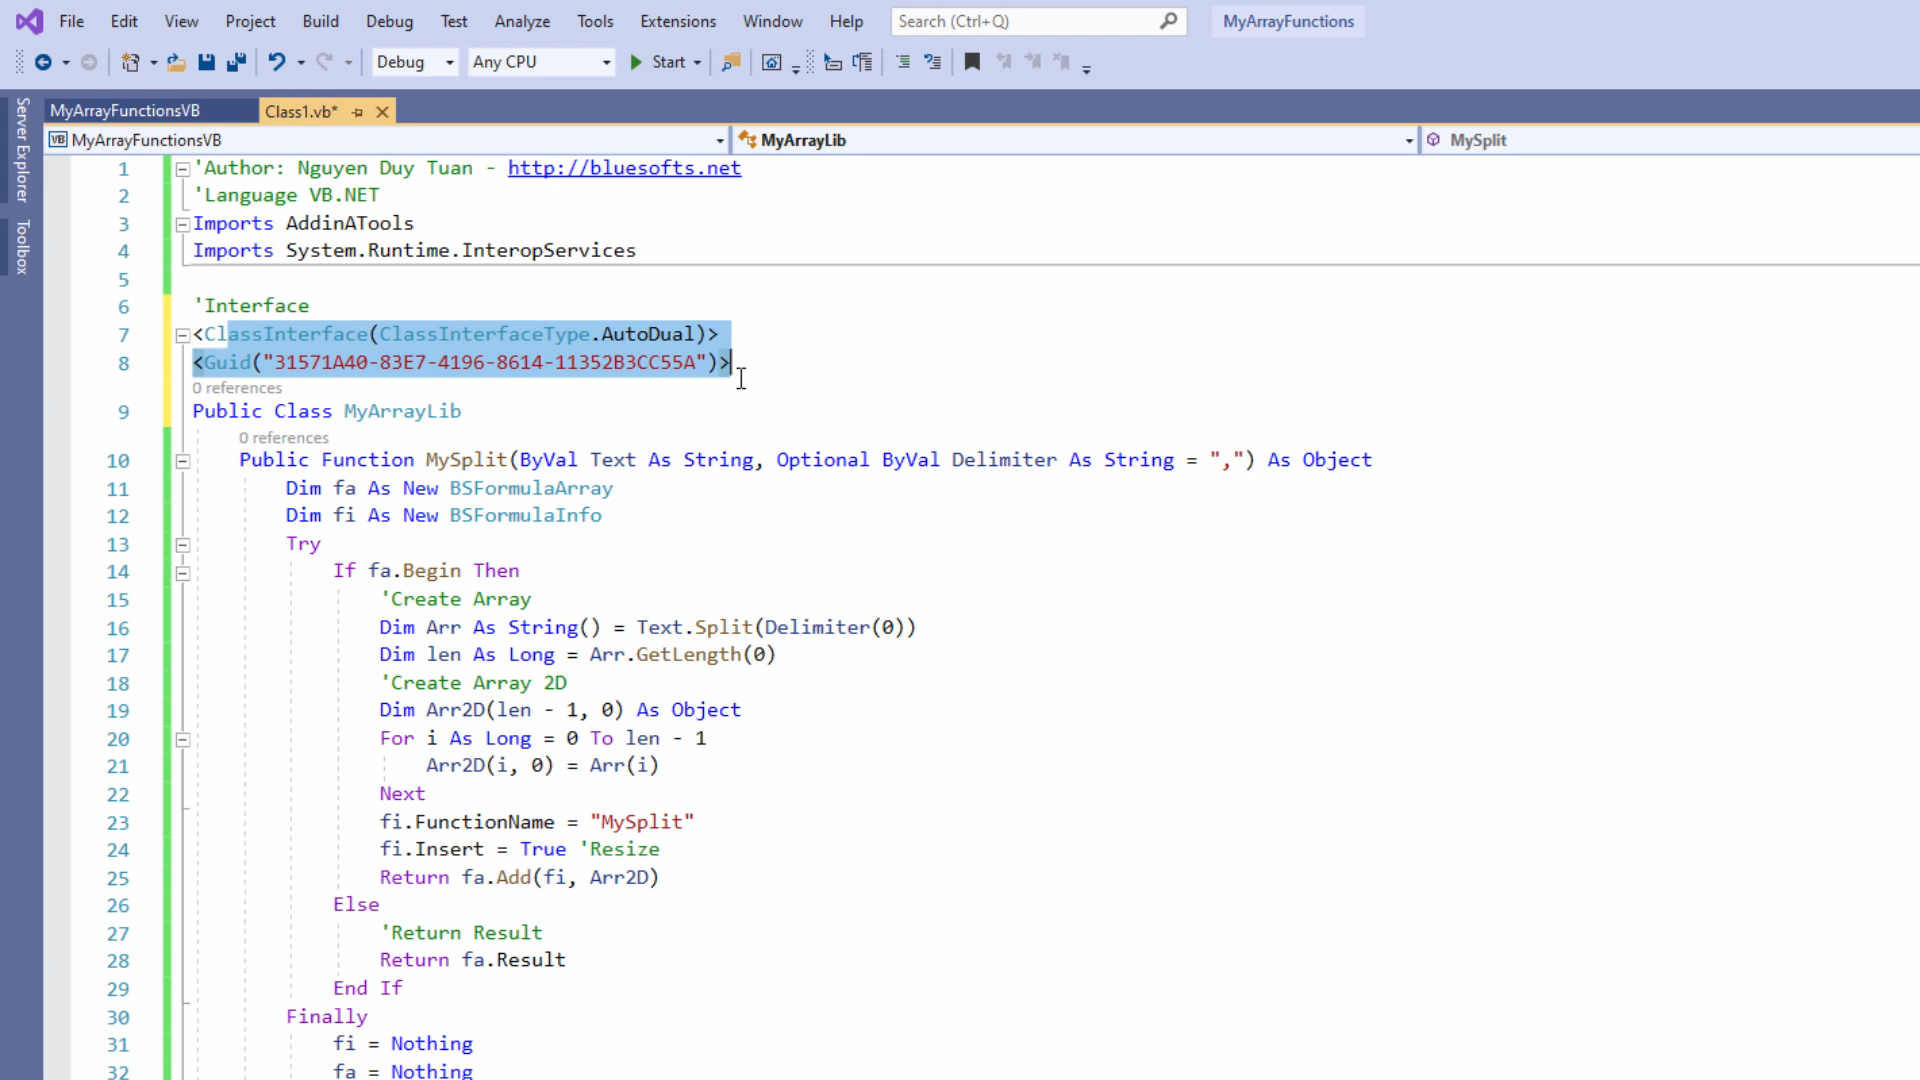 File Edit View Project Build Debug Test Analyze Tools Extensions Window Help Search (Ctrl+Q) MyArrayFunctions
Debug Any CPU Start
Server Explorer
Toolbox
MyArrayFunctionsVB Class1.vb*
VB MyArrayFunctionsVB MyArrayLib MySplit
1 'Author: Nguyen Duy Tuan - http://bluesofts.net
2 'Language VB.NET
3 Imports AddinATools
4 Imports System.Runtime.InteropServices
5
6 'Interface
7 <ClassInterface(ClassInterfaceType.AutoDual)>
8 <Guid("31571A40-83E7-4196-8614-11352B3CC55A")>
0 references
9 Public Class MyArrayLib
0 references
10 Public Function MySplit(ByVal Text As String, Optional ByVal Delimiter As String = ",") As Object
11 Dim fa As New BSFormulaArray
12 Dim fi As New BSFormulaInfo
13 Try
14 If fa.Begin Then
15 'Create Array
16 Dim Arr As String() = Text.Split(Delimiter(0))
17 Dim len As Long = Arr.GetLength(0)
18 'Create Array 2D
19 Dim Arr2D(len - 1, 0) As Object
20 For i As Long = 0 To len - 1
21 Arr2D(i, 0) = Arr(i)
22 Next
23 fi.FunctionName = "MySplit"
24 fi.Insert = True 'Resize
25 Return fa.Add(fi, Arr2D)
26 Else
27 'Return Result
28 Return fa.Result
29 End If
30 Finally
31 fi = Nothing
32 fa = Nothing